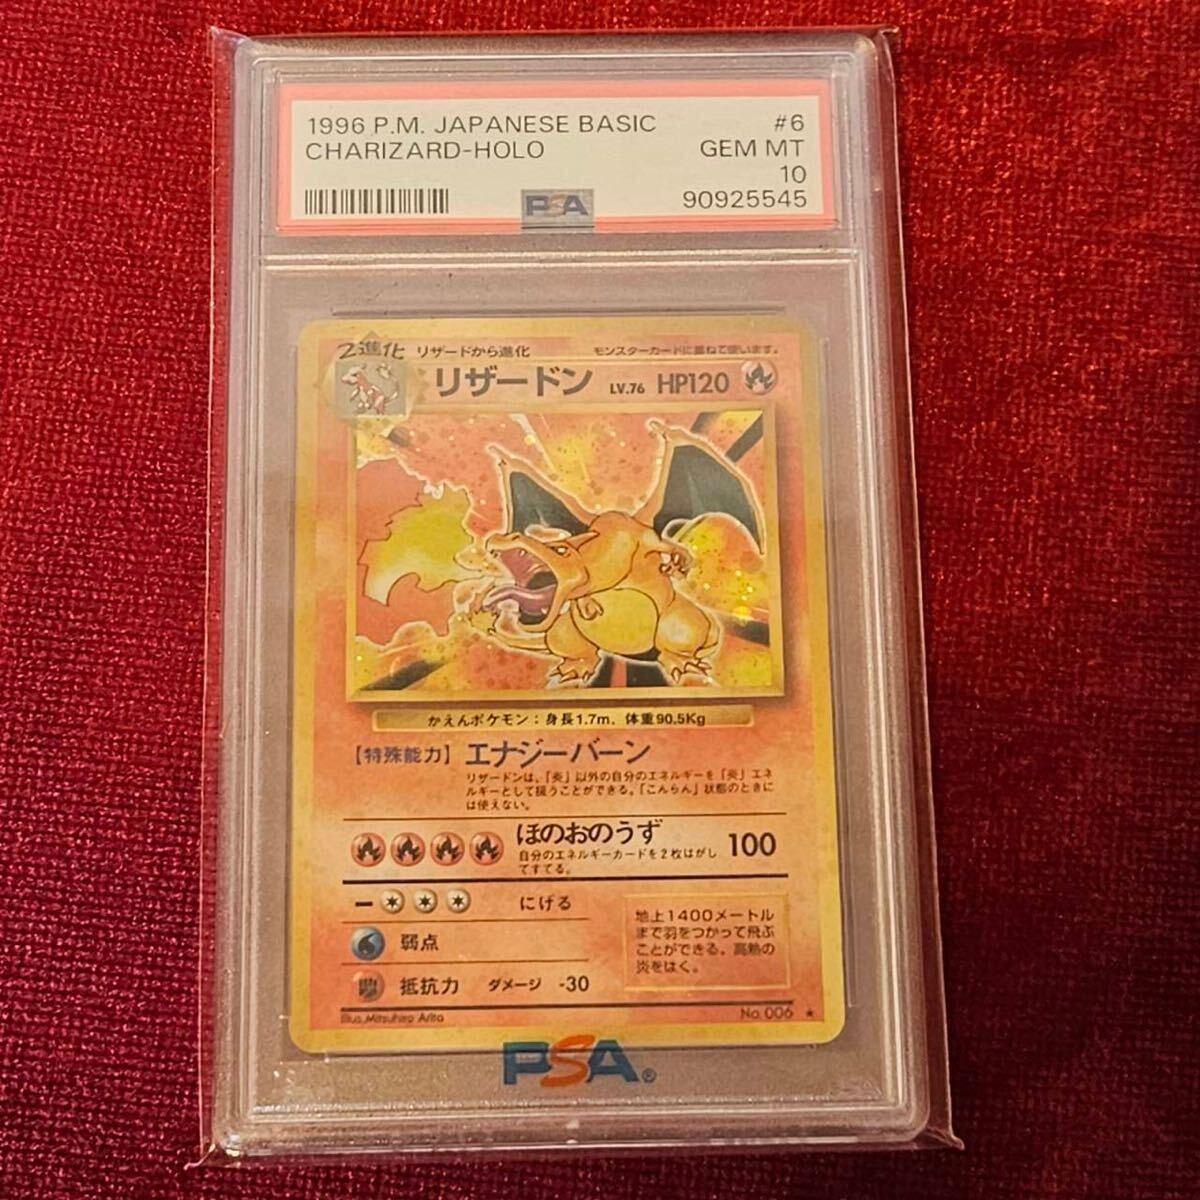 1996 P.M. JAPANESE BASIC #6
CHARIZARD-HOLO GEM MT
10
PSA 90925545
2進化 リザードから進化 モンスターカードに重ねて使います。
リザードン LV.76 HP120
かえんポケモン：身長1.7m、体重90.5Kg
【特殊能力】エナジーバーン
リザードンは、「炎」以外の自分のエネルギーを「炎」エネ
ルギーとして扱うことができる。「こんらん」状態のときに
は使えない。
ほのおのうず 100
自分のエネルギーカードを2枚はがし
てすてる。
ー にげる
弱点
抵抗力 ダメージ -30
地上1400メートル
まで羽をつかって飛ぶ
ことができる。高熱の
炎をはく。
Illus.Mitsuhiro Arita No.006 ★
PSA®